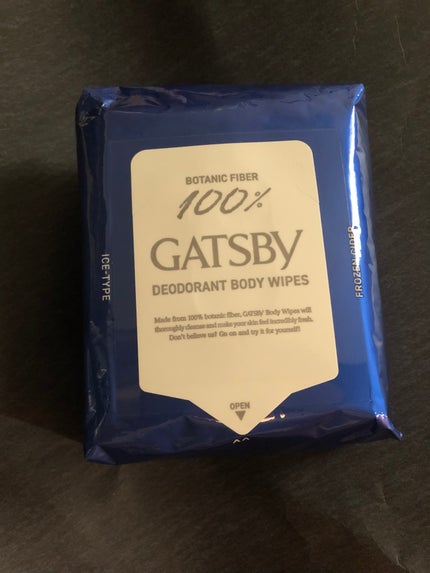 BOTANIC FIBER
100%
GATSBY
DEODORANT BODY WIPES
Made from 100% botanic fiber, GATSBY Body Wipes will
thoroughly cleanse and make your skin feel incredibly fresh.
Don't believe us? Go on and try it for yourself!
OPEN
ICE-TYPE
FROZEN CIDER